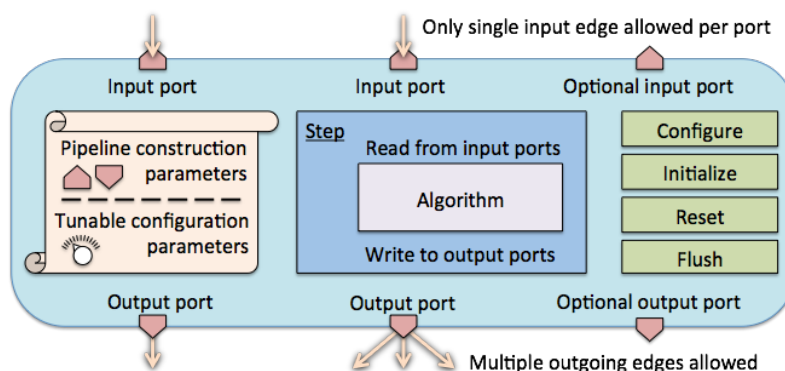 Only single input edge allowed per port
Input port
Input port
Optional input port
Pipeline construction
parameters
Tunable configuration
parameters
Step
Read from input ports
Algorithm
Write to output ports
Configure
Initialize
Reset
Flush
Output port
Output port
Optional output port
Multiple outgoing edges allowed